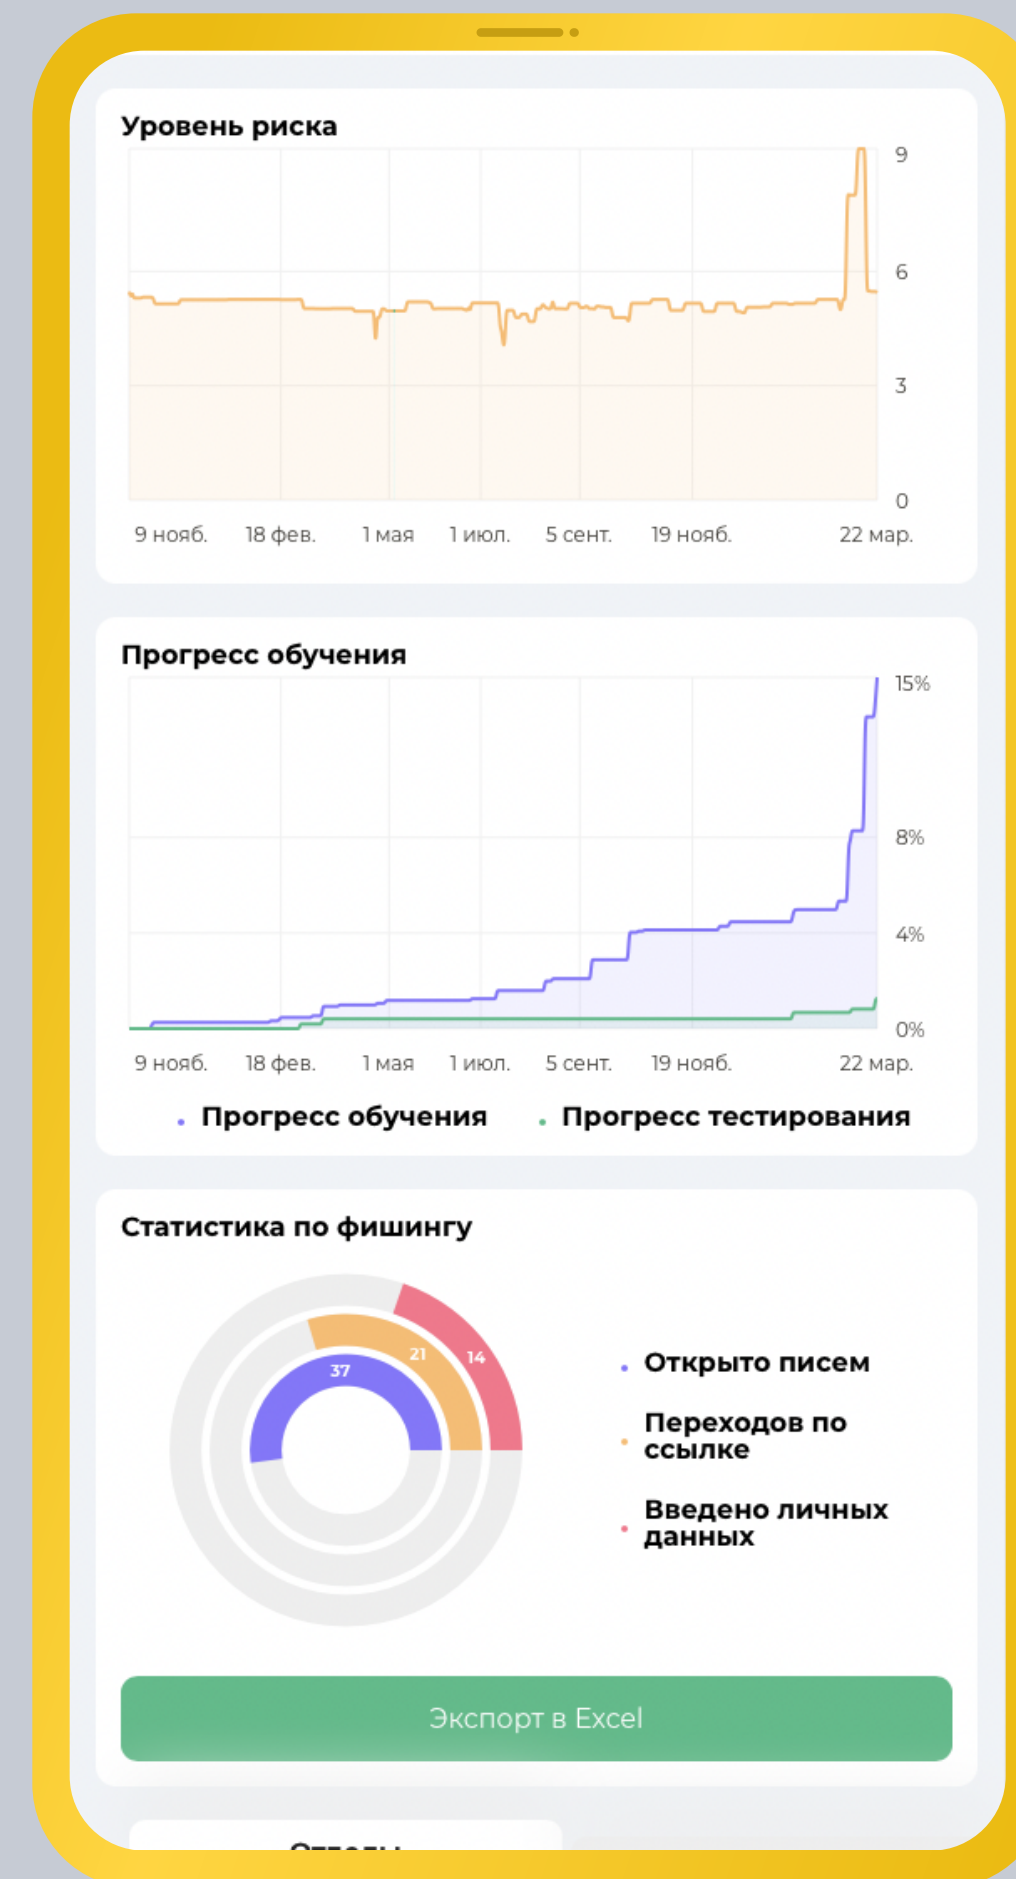 Уровень риска
9
6
3
0
9 нояб. 18 фев. 1 мая 1 июл. 5 сент. 19 нояб. 22 мар.
Прогресс обучения
15%
8%
4%
0%
9 нояб. 18 фев. 1 мая 1 июл. 5 сент. 19 нояб. 22 мар.
Прогресс обучения Прогресс тестирования
Статистика по фишингу
37
21
14
Открыто писем
Переходов по
ссылке
Введено личных
данных
Экспорт в Excel